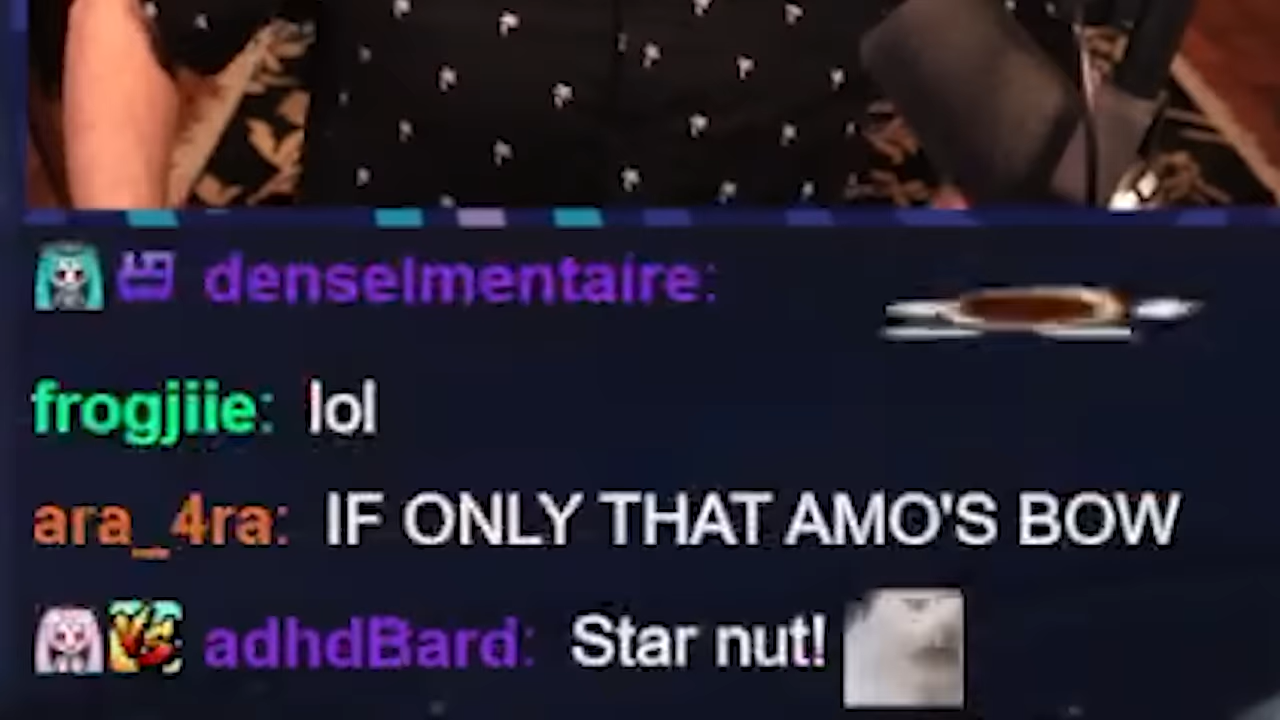 denselmentaire:
frogjiie: lol
ara_4ra: IF ONLY THAT AMO'S BOW
adhdBard: Star nut!